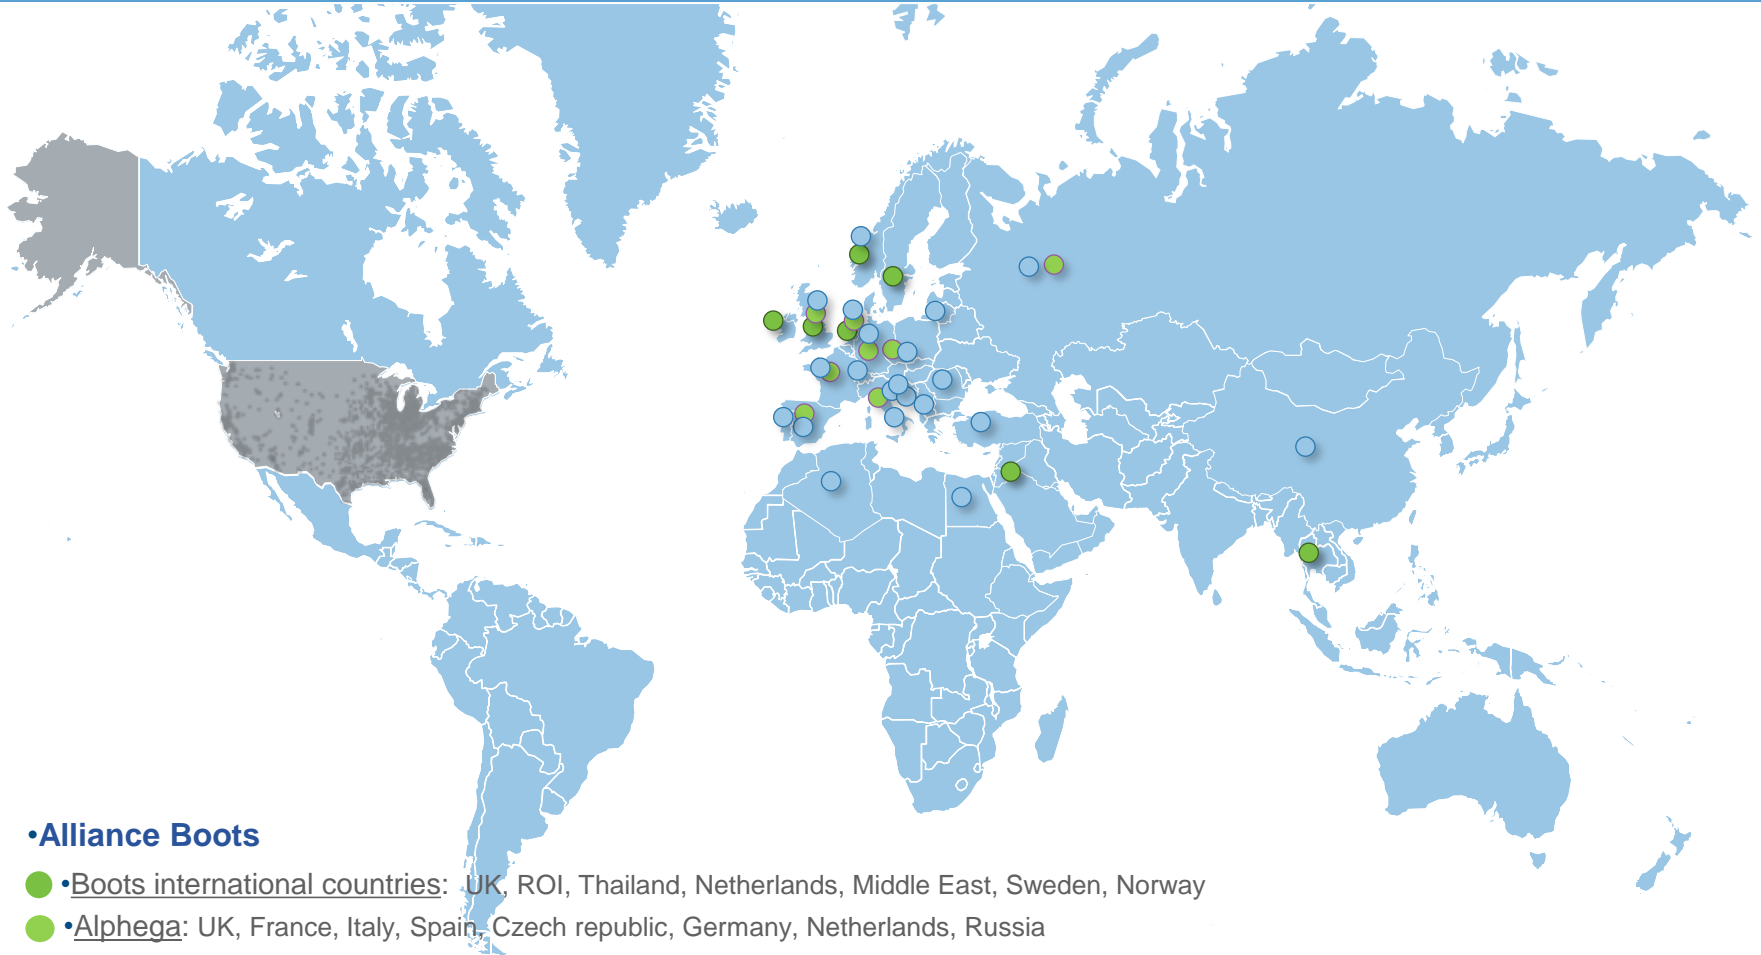 •Alliance Boots
•Boots international countries: UK, ROI, Thailand, Netherlands, Middle East, Sweden, Norway
•Alphega: UK, France, Italy, Spain, Czech republic, Germany, Netherlands, Russia